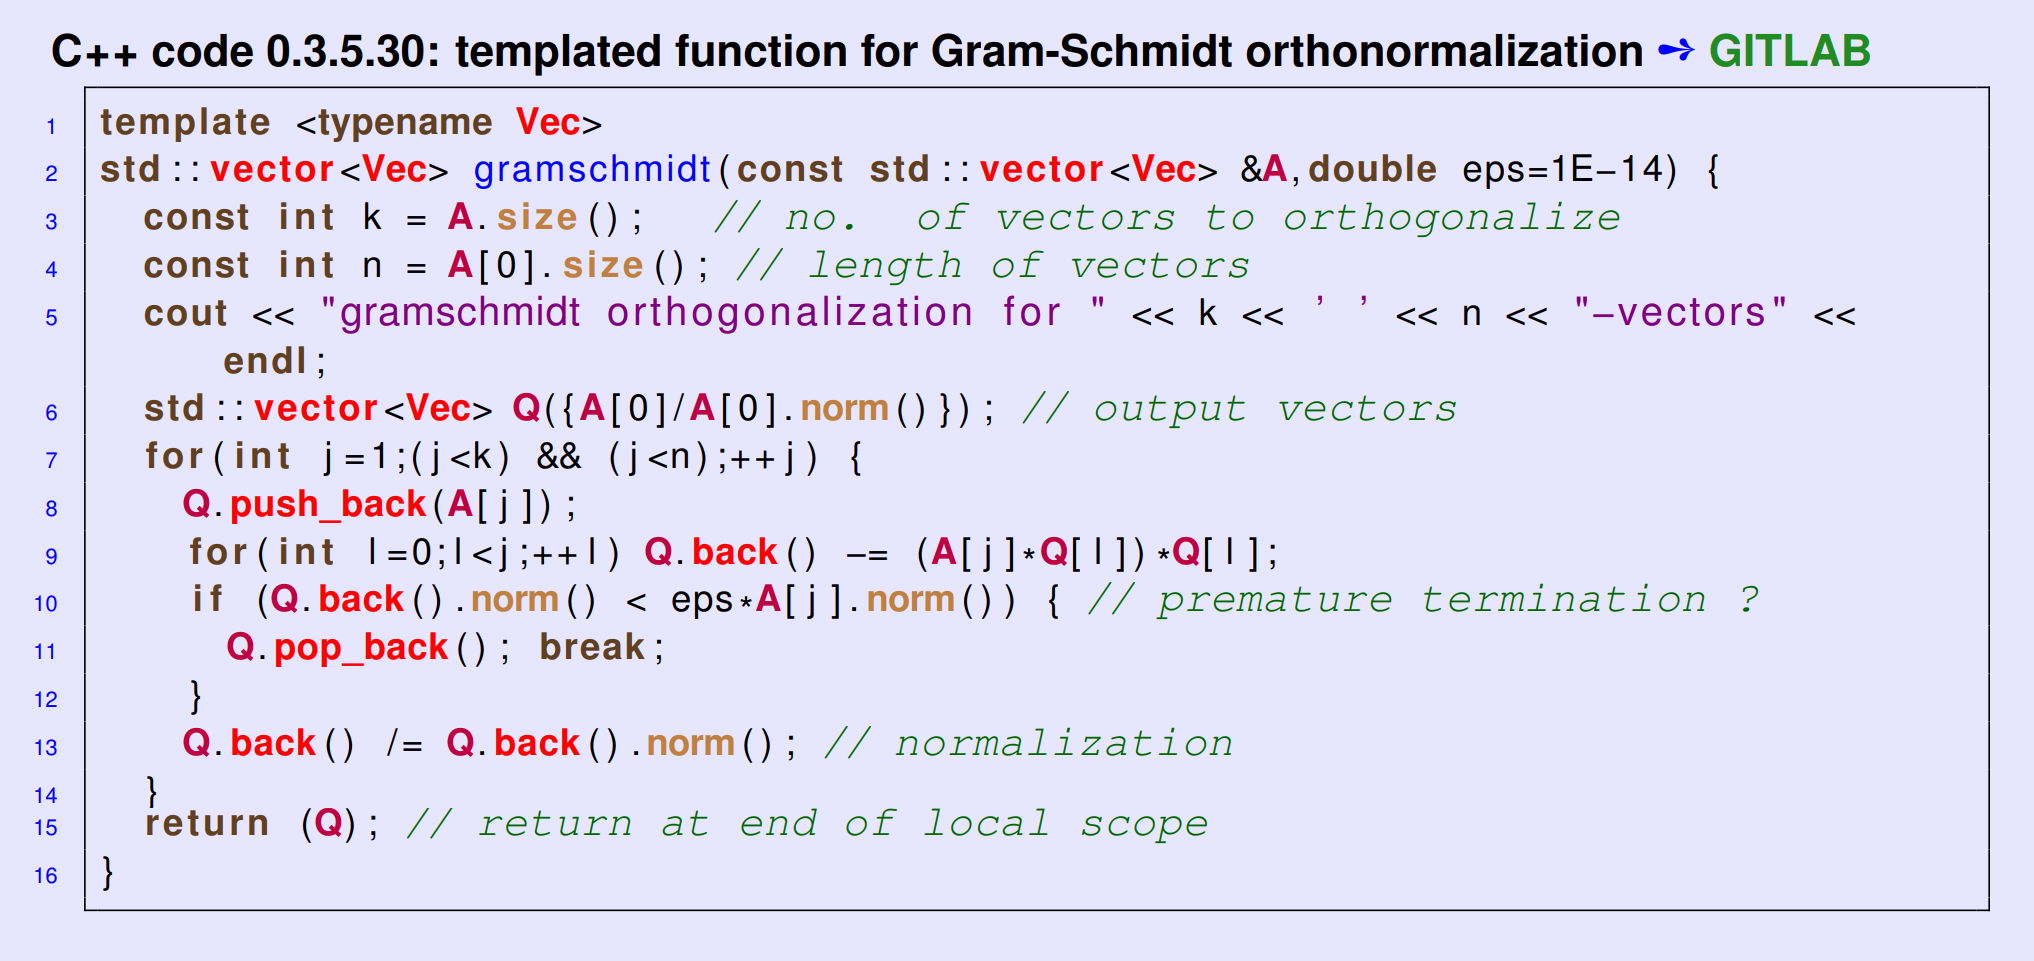 C++ code 0.3.5.30: templated function for Gram-Schmidt orthonormalization ➺ GITLAB
1 template <typename Vec>
2 std::vector<Vec> gramschmidt(const std::vector<Vec> &A,double eps=1E−14) {
3 const int k = A.size(); // no. of vectors to orthogonalize
4 const int n = A[0].size(); // length of vectors
5 cout << "gramschmidt orthogonalization for " << k << ’ ’ << n << "−vectors" <<
endl;
6 std::vector<Vec> Q({A[0]/A[0].norm()}); // output vectors
7 for(int j=1;(j<k) && (j<n);++j) {
8 Q.push_back(A[j]);
9 for(int l=0;l<j;++l) Q.back() −= (A[j]*Q[l])*Q[l];
10 if (Q.back().norm() < eps*A[j].norm()) { // premature termination ?
11 Q.pop_back(); break;
12 }
13 Q.back() /= Q.back().norm(); // normalization
14 }
15 return (Q); // return at end of local scope
16 }